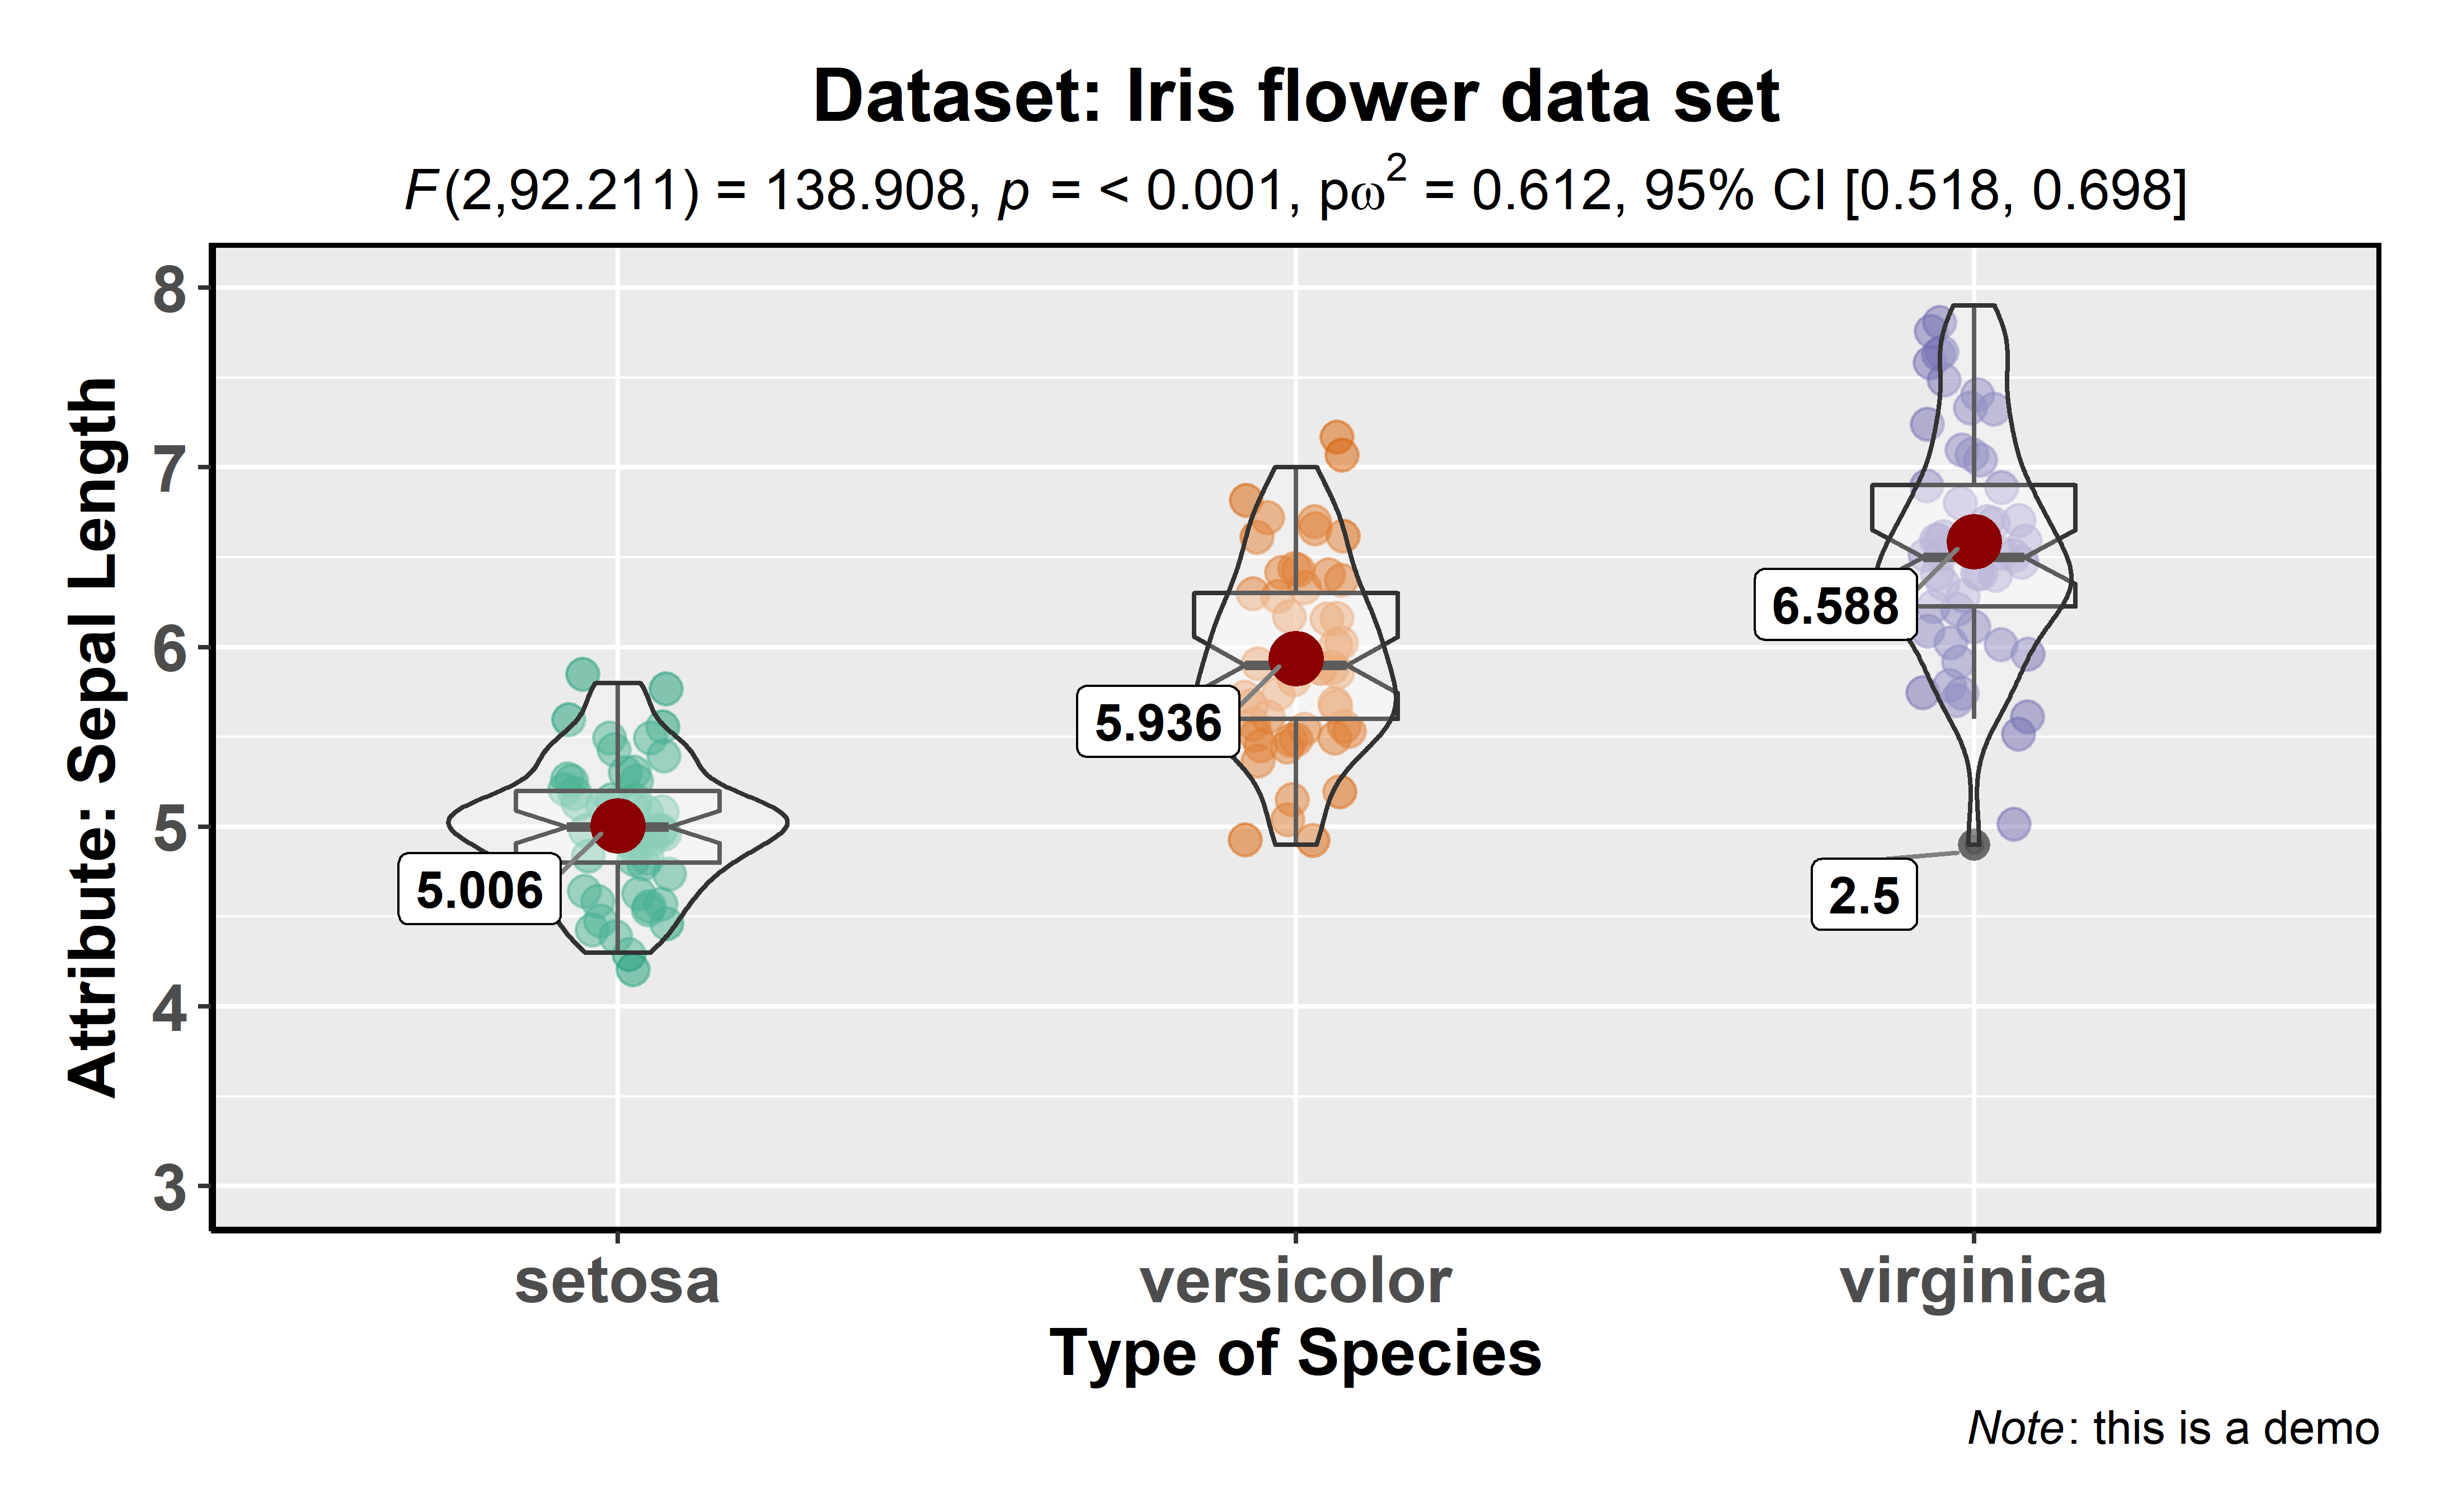 Dataset: Iris flower data set
F(2,92.211) = 138.908, p = < 0.001, pω² = 0.612, 95% CI [0.518, 0.698]
Attribute: Sepal Length
8
7
6
5
4
3
5.006
5.936
6.588
2.5
setosa
versicolor
virginica
Type of Species
Note: this is a demo